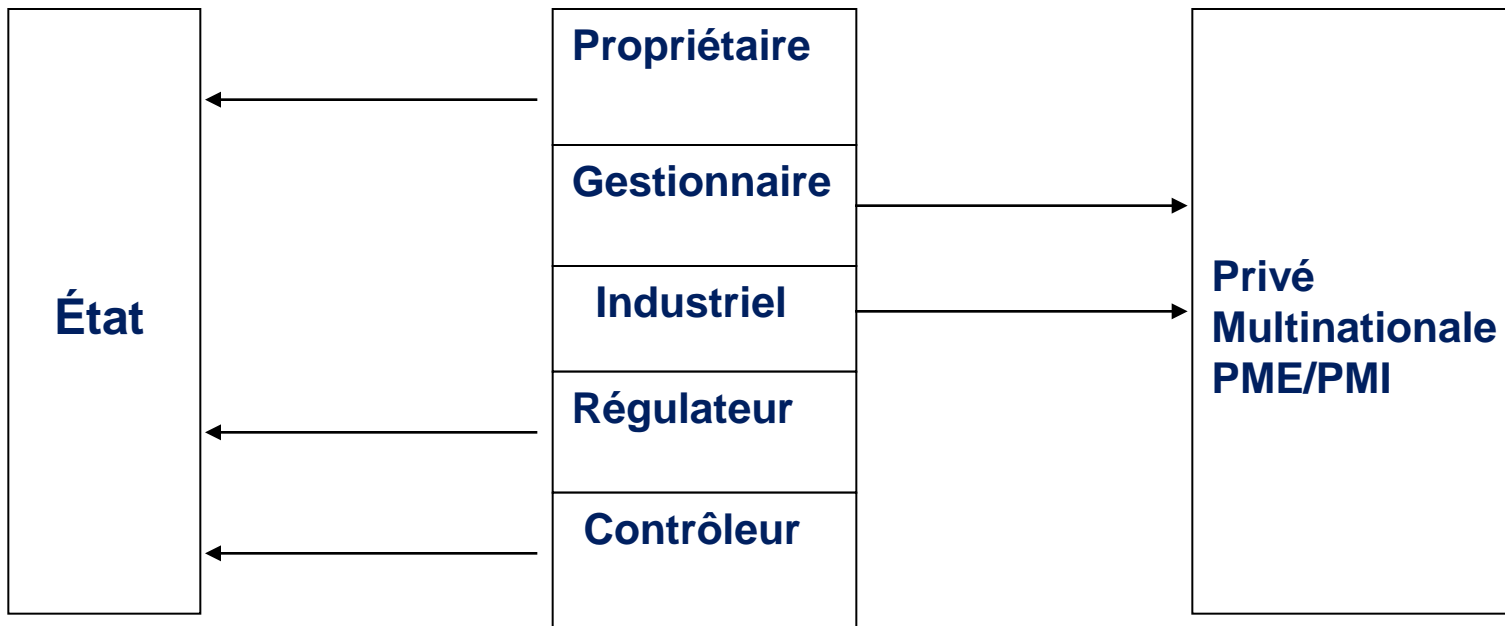 État
Propriétaire
Gestionnaire
Industriel
Régulateur
Contrôleur
Privé
Multinationale
PME/PMI